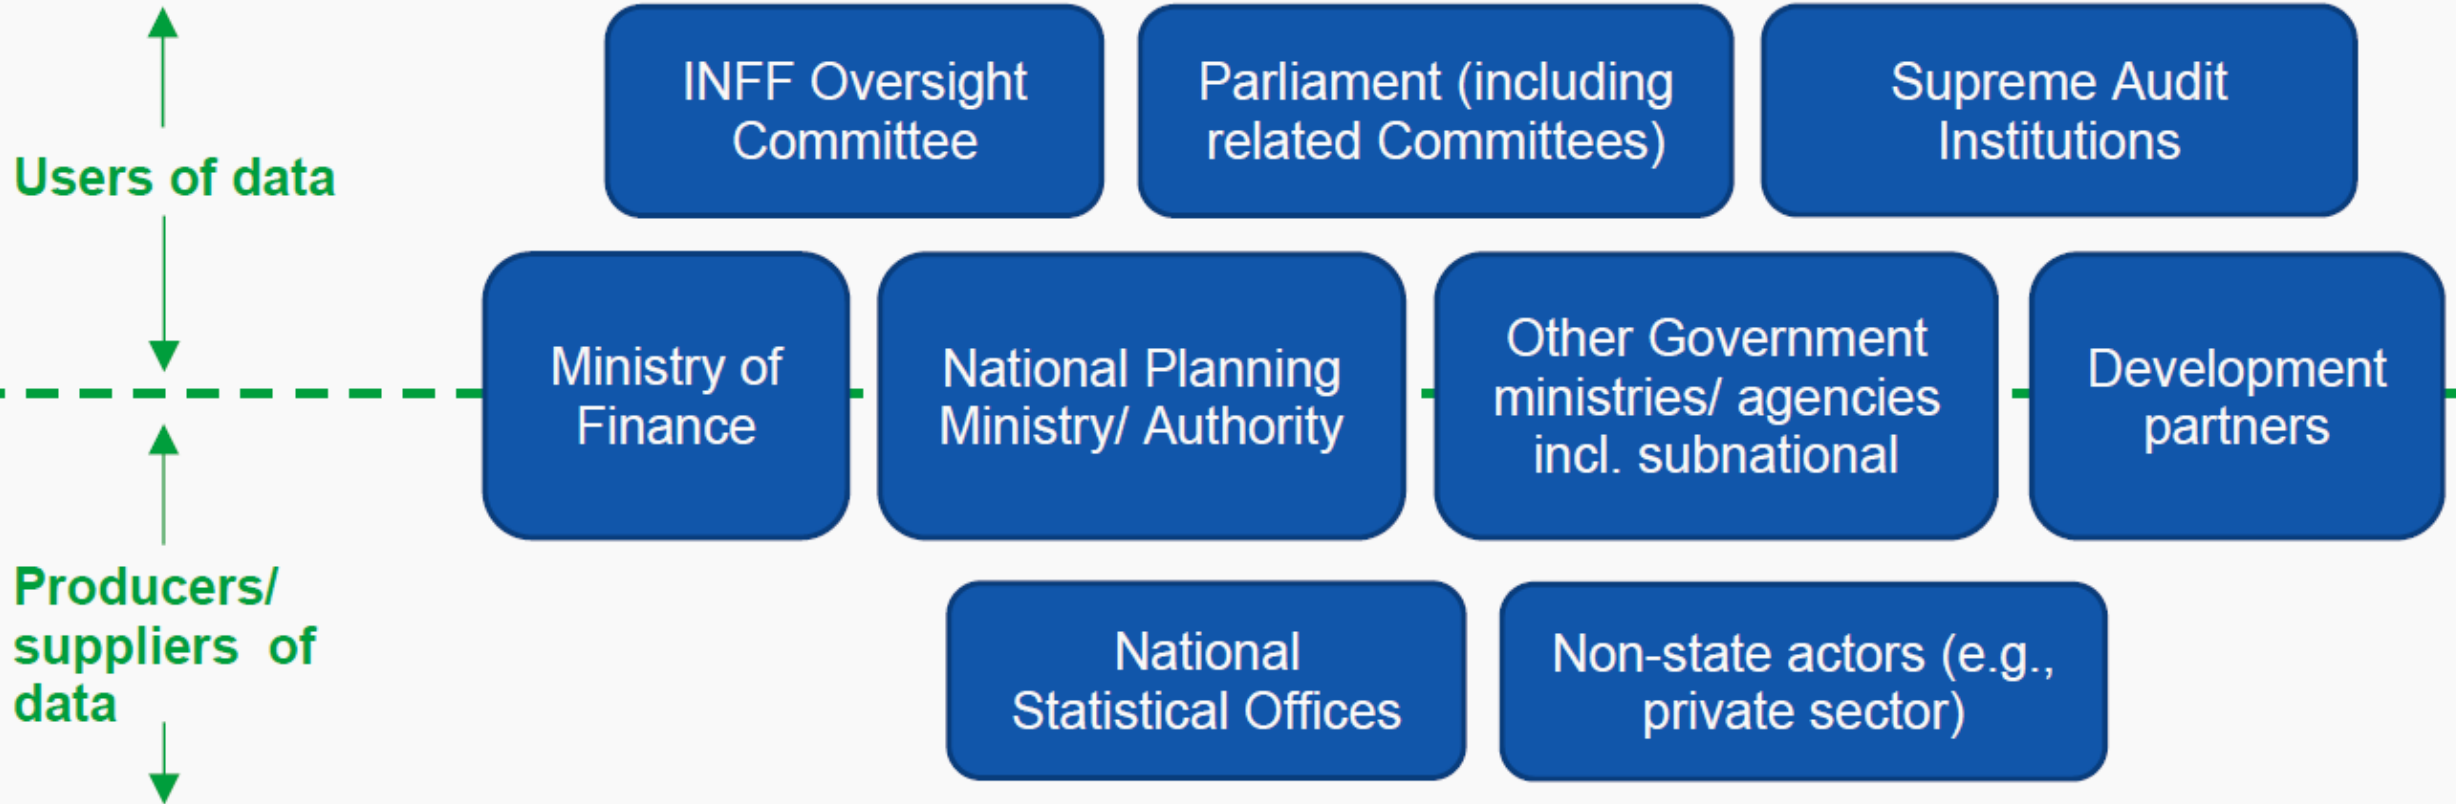 INFF Oversight
Committee
Parliament (including
related Committees)
Supreme Audit
Institutions
Users of data
Ministry of
Finance
National Planning
Ministry/ Authority
Other Government
ministries/ agencies
incl. subnational
Development
partners
Producers/
suppliers  of
data
National
Statistical Offices
Non-state actors (e.g.,
private sector)